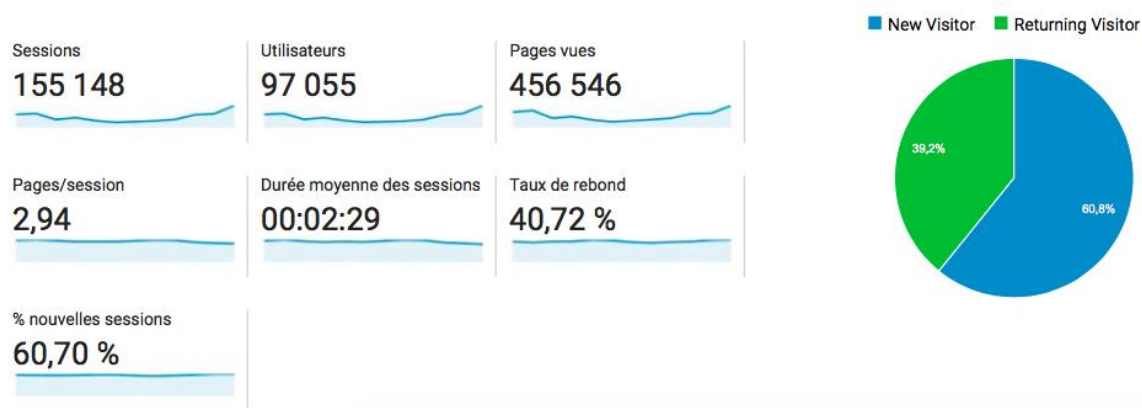 Sessions
155 148
Utilisateurs
97 055
Pages vues
456 546
New Visitor
Returning Visitor
39,2%
60,8%
Pages/session
2,94
Durée moyenne des sessions
00:02:29
Taux de rebond
40,72 %
% nouvelles sessions
60,70 %